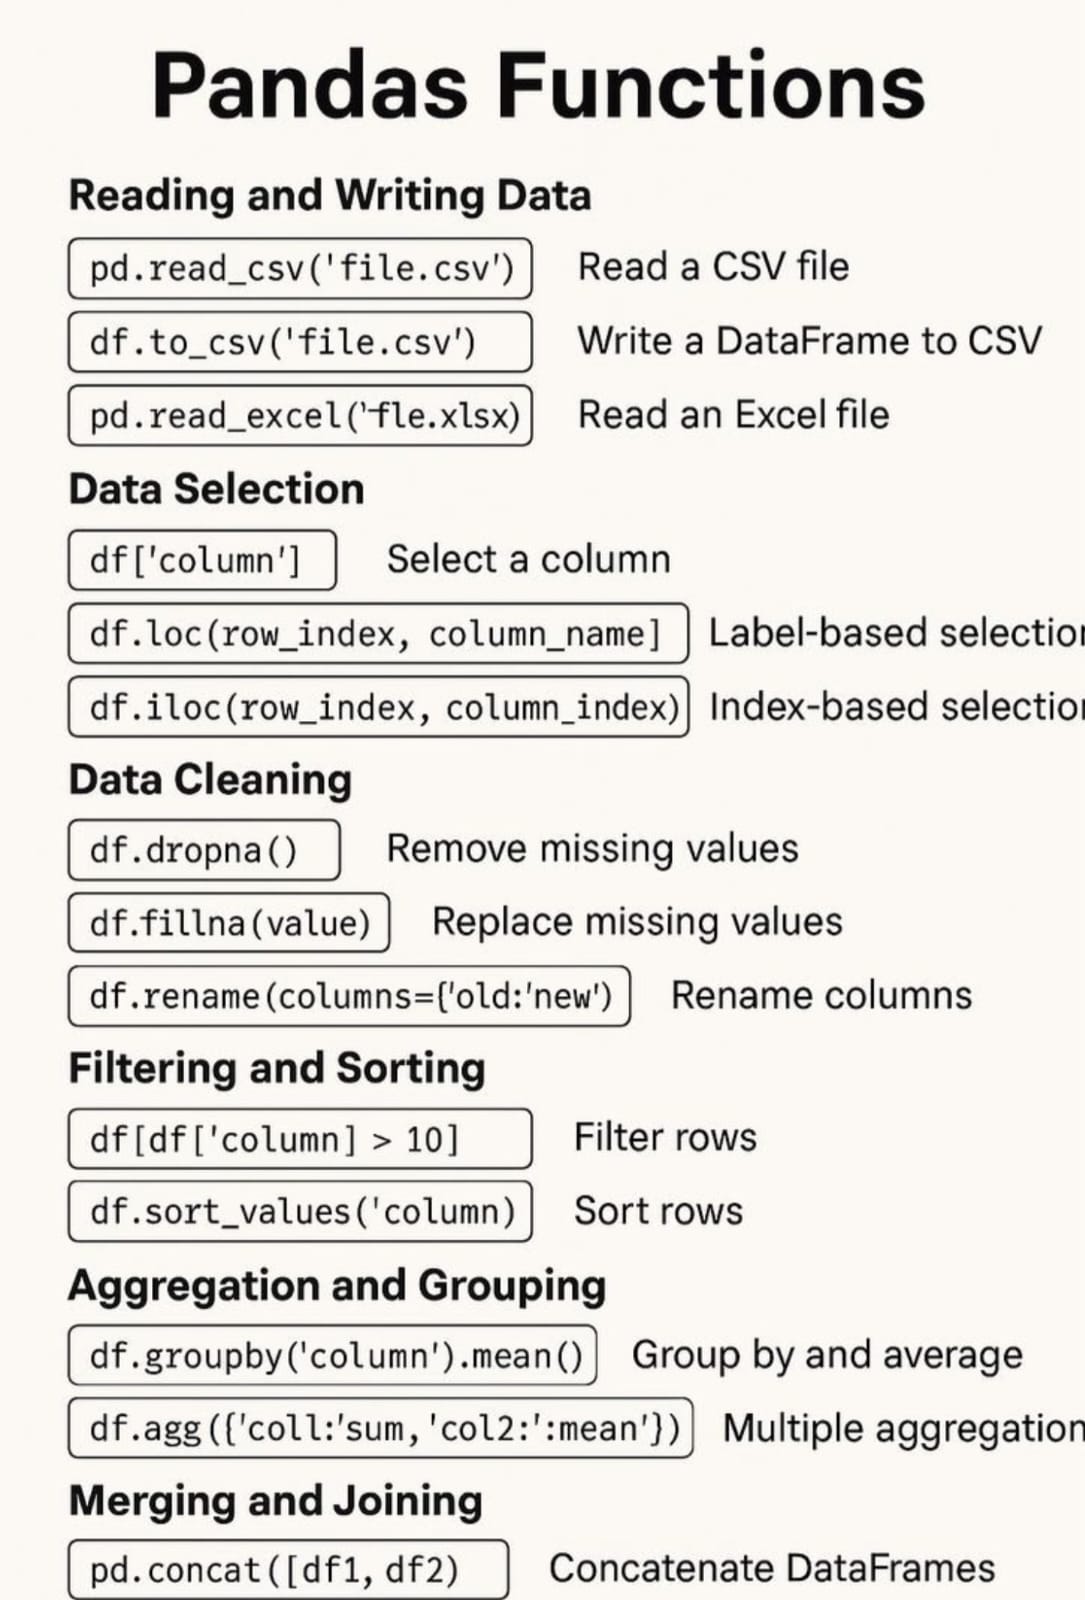 Pandas Functions
Reading and Writing Data
pd.read_csv('file.csv') Read a CSV file
df.to_csv('file.csv') Write a DataFrame to CSV
pd.read_excel('fle.xlsx) Read an Excel file
Data Selection
df['column'] Select a column
df.loc(row_index, column_name] Label-based selection
df.iloc(row_index, column_index) Index-based selection
Data Cleaning
df.dropna() Remove missing values
df.fillna(value) Replace missing values
df.rename(columns={'old:'new') Rename columns
Filtering and Sorting
df[df['column] > 10] Filter rows
df.sort_values('column) Sort rows
Aggregation and Grouping
df.groupby('column').mean() Group by and average
df.agg({'coll:'sum,'col2:':mean'}) Multiple aggregation
Merging and Joining
pd.concat([df1, df2) Concatenate DataFrames